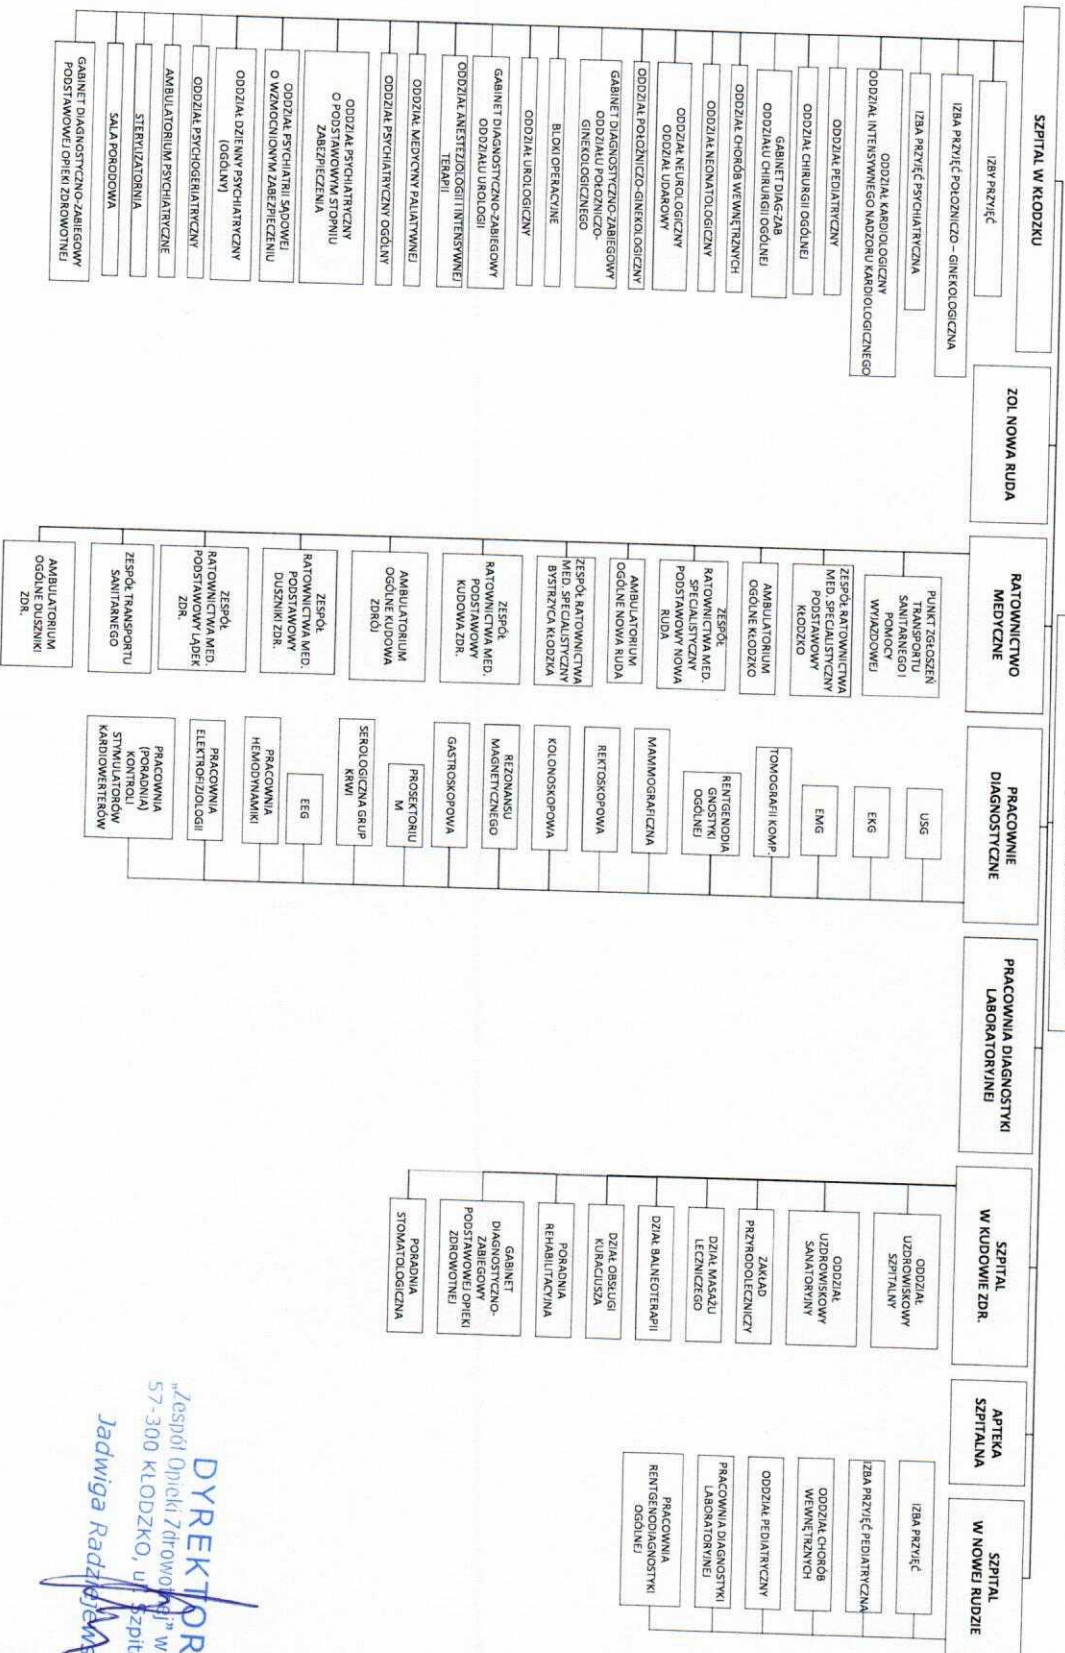 SZPITAL W KŁODZKU
IZBY PRZYJĘĆ
IZBA PRZYJĘĆ POŁOŻNICZO – GINEKOLOGICZNA
IZBA PRZYJĘĆ PSYCHIATRYCZNA
ODDZIAŁ KARDIOLOGICZNY
ODDZIAŁ INTENSYWNEGO NADZORU KARDIOLOGICZNEGO
ODDZIAŁ PEDIATRYCZNY
ODDZIAŁ CHIRURGII OGÓLNEJ
GABINET DIAG-ZAB
ODDZIAŁU CHIRURGII OGÓLNEJ
ODDZIAŁ CHORÓB WEWNĘTRZNYCH
ODDZIAŁ NEONATOLOGICZNY
ODDZIAŁ NEUROLOGICZNY
ODDZIAŁ UDAROWY
ODDZIAŁ POŁOŻNICZO-GINEKOLOGICZNY
GABINET DIAGNOSTYCZNO-ZABIEGOWY
ODDZIAŁU POŁOŻNICZO-
GINEKOLOGICZNEGO
BLOKI OPERACYJNE
ODDZIAŁ UROLOGICZNY
GABINET DIAGNOSTYCZNO-ZABIEGOWY
ODDZIAŁU UROLOGII
ODDZIAŁ ANESTEZJOLOGII I INTENSYWNEJ
TERAPII
ODDZIAŁ MEDYCYNY PALIATYWNEJ
ODDZIAŁ PSYCHIATRYCZNY OGÓLNY
ODDZIAŁ PSYCHIATRYCZNY
O PODSTAWOWYM STOPNIU
ZABEZPIECZENIA
ODDZIAŁ PSYCHIATRII SĄDOWEJ
O WZMOCNIONYM ZABEZPIECZENIU
ODDZIAŁ DZIENNY PSYCHIATRYCZNY
(OGÓLNY)
ODDZIAŁ PSYCHOGERIATRYCZNY
AMBULATORIUM PSYCHIATRYCZNE
STERYLIZATORNIA
SALA PORODOWA
GABINET DIAGNOSTYCZNO-ZABIEGOWY
PODSTAWOWEJ OPIEKI ZDROWOTNEJ
ZOL NOWA RUDA
RATOWNICTWO
MEDYCZNE
PUNKT ZGŁOSZEŃ
TRANSPORTU
SANITARNEGO I
POMOCY
WYJAZDOWEJ
ZESPÓŁ RATOWNICTWA
MED. SPECJALISTYCZNY
PODSTAWOWY
KŁODZKO
AMBULATORIUM
OGÓLNE KŁODZKO
ZESPÓŁ
RATOWNICTWA MED.
SPECJALISTYCZNY
PODSTAWOWY NOWA
RUDA
AMBULATORIUM
OGÓLNE NOWA RUDA
ZESPÓŁ RATOWNICTWA
MED. SPECJALISTYCZNY
BYSTRZYCA KŁODZKA
ZESPÓŁ
RATOWNICTWA MED.
PODSTAWOWY
KUDOWA ZDR.
AMBULATORIUM
OGÓLNE KUDOWA
ZDRÓJ
ZESPÓŁ
RATOWNICTWA MED.
PODSTAWOWY
DUSZNIKI ZDR.
ZESPÓŁ
RATOWNICTWA MED.
PODSTAWOWY LĄDEK
ZDR.
ZESPÓŁ TRANSPORTU
SANITARNEGO
AMBULATORIUM
OGÓLNE DUSZNIKI
ZDR.
PRACOWNIE
DIAGNOSTYCZNE
USG
EKG
EMG
TOMOGRAFII KOMP.
RENTGENODIA
GNOSTYKI
OGÓLNEJ
MAMMOGRAFICZNA
REKTOSKOPOWA
KOLONOSKOPOWA
REZONANSU
MAGNETYCZNEGO
GASTROSKOPOWA
PROSEKTORIU
M
SEROLOGICZNA GRUP
KRWI
EEG
PRACOWNIA
HEMODYNAMIKI
PRACOWNIA
ELEKTROFIZJOLOGII
PRACOWNIA
(PORADNIA)
KONTROLI
STYMULATORÓW
KARDIOWERTERÓW
PRACOWNIA DIAGNOSTYKI
LABORATORYJNEJ
SZPITAL
W KUDOWIE ZDR.
ODDZIAŁ
UZDROWISKOWY
SZPITALNY
ODDZIAŁ
UZDROWISKOWY
SANATORYJNY
ZAKŁAD
PRZYRODOLECZNICZY
DZIAŁ MASAŻU
LECZNICZEGO
DZIAŁ BALNEOTERAPII
DZIAŁ OBSŁUGI
KURACJUSZA
PORADNIA
REHABILITACYJNA
GABINET
DIAGNOSTYCZNO-
ZABIEGOWY
PODSTAWOWEJ OPIEKI
ZDROWOTNEJ
PORADNIA
STOMATOLOGICZNA
APTEKA
SZPITALNA
SZPITAL
W NOWEJ RUDZIE
IZBA PRZYJĘĆ
IZBA PRZYJĘĆ PEDIATRYCZNA
ODDZIAŁ CHORÓB
WEWNĘTRZNYCH
ODDZIAŁ PEDIATRYCZNY
PRACOWNIA DIAGNOSTYKI
LABORATORYJNEJ
PRACOWNIA
RENTGENODIAGNOSTYKI
OGÓLNEJ
DYREKTOR
„Zespół Opieki Zdrowotnej" w
57-300 KŁODZKO, ul. Szpit
Jadwiga Radziejews